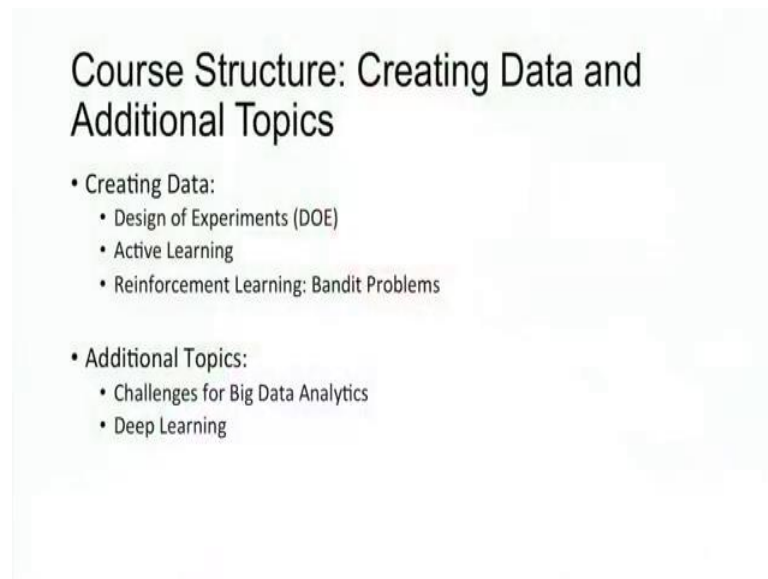 Course Structure: Creating Data and
Additional Topics
• Creating Data:
• Design of Experiments (DOE)
• Active Learning
• Reinforcement Learning: Bandit Problems
• Additional Topics:
• Challenges for Big Data Analytics
• Deep Learning